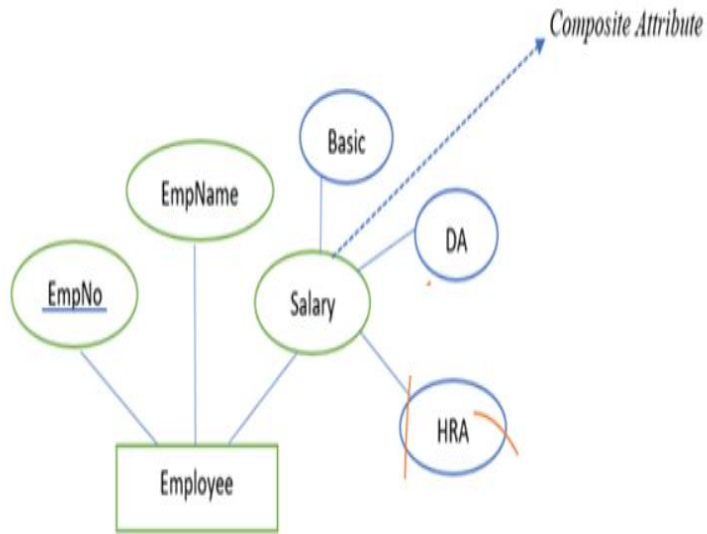 Composite Attribute
Basic
EmpName
DA
EmpNo
Salary
HRA
Employee